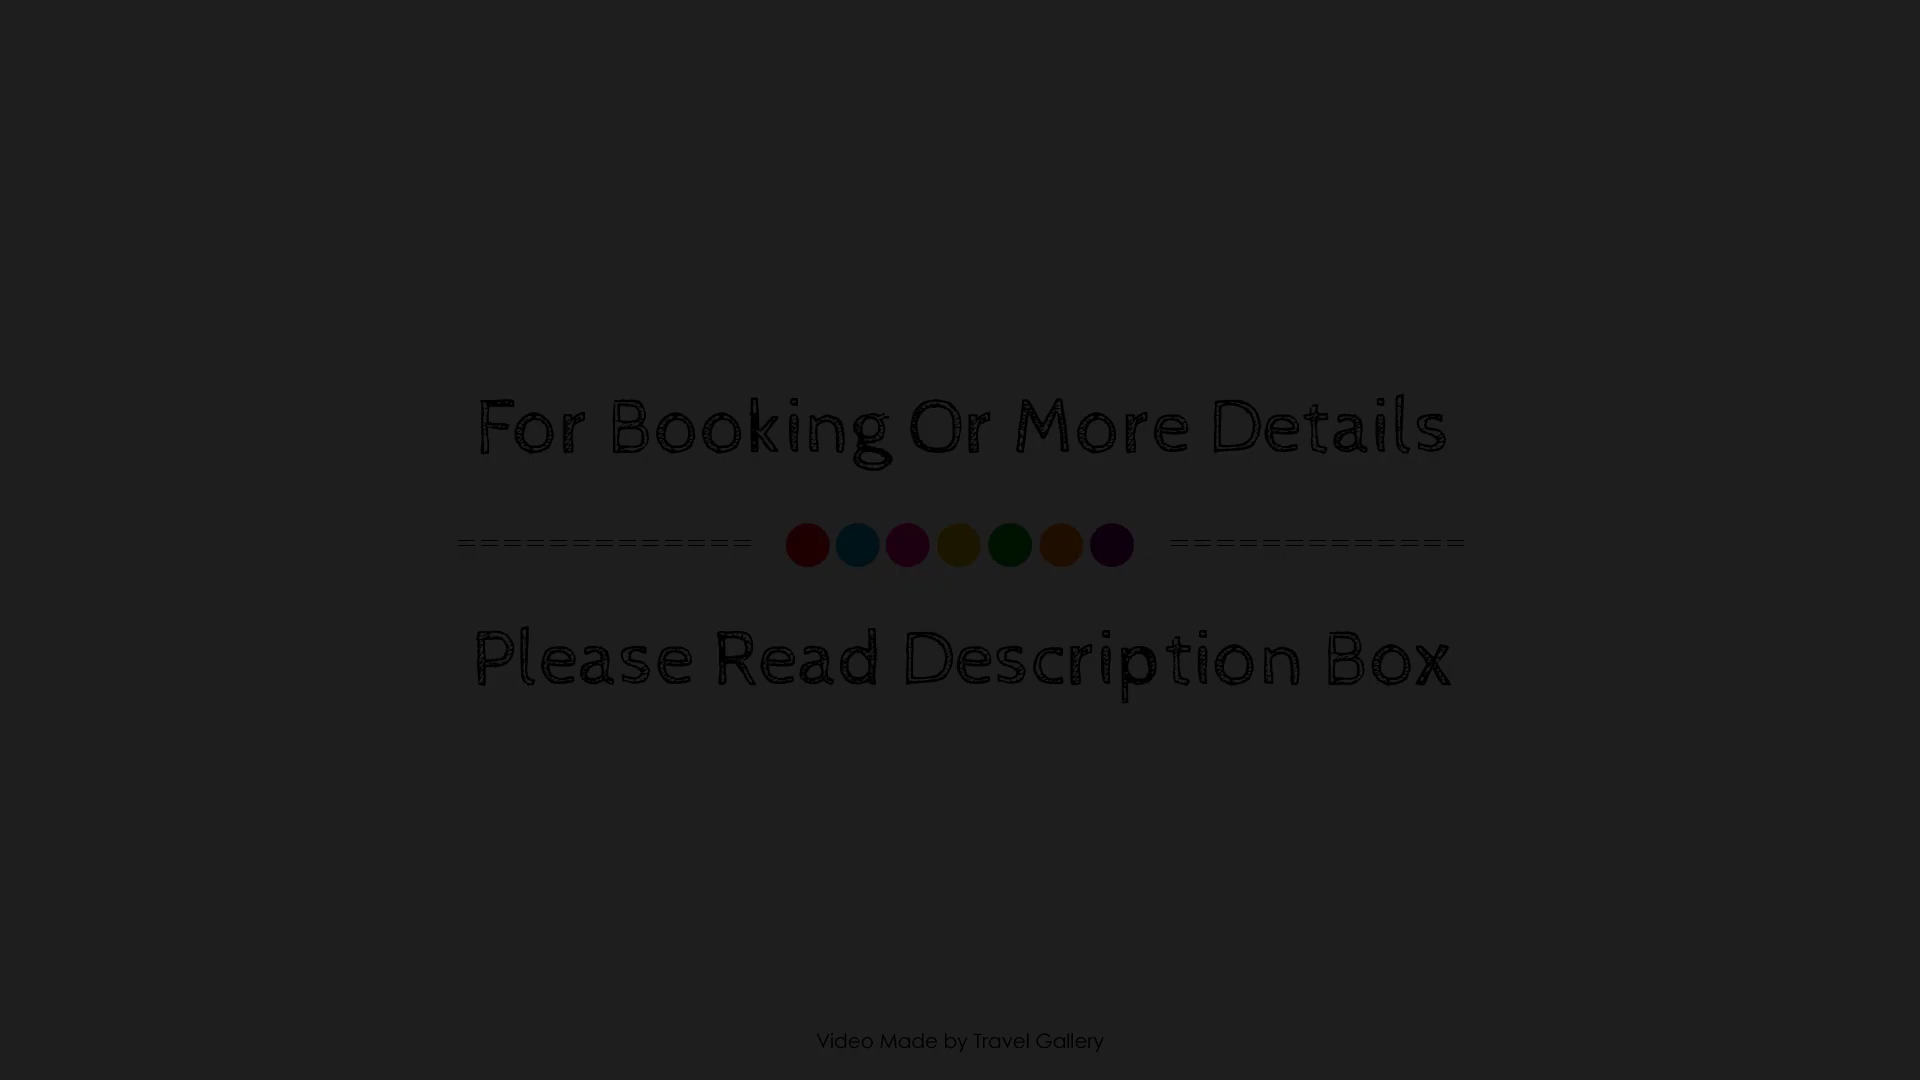 For Booking Or More Details
============= =============
Please Read Description Box
Video Made by Travel Gallery